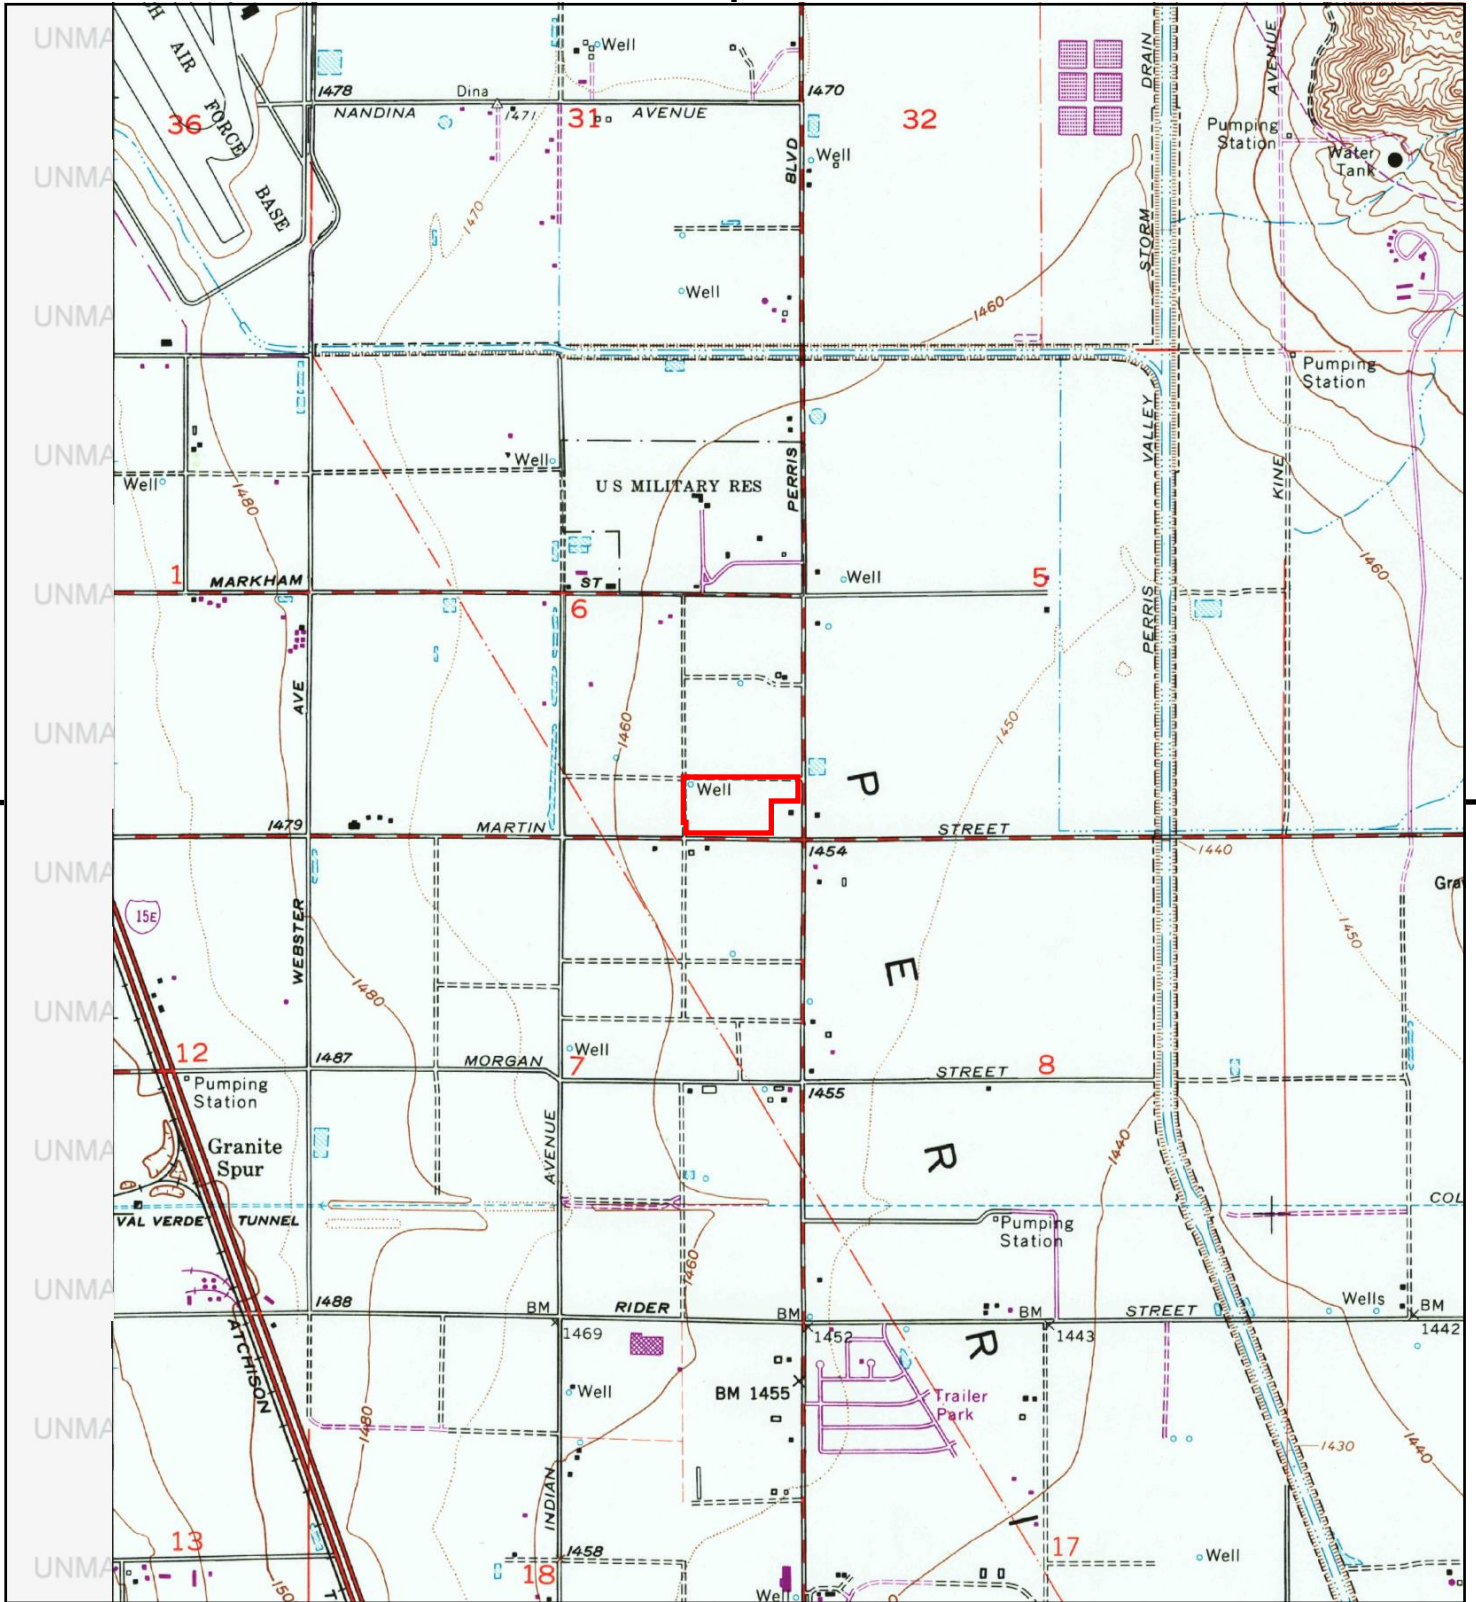 UNMA
CH
AIR
FORCE
BASE
36
1478
Dina
NANDINA
1471
31
AVENUE
Well
1470
BLVD
32
Well
DRAIN
STORM
AVENUE
Pumping
Station
Water
Tank
UNMA
1470
Well
1460
UNMA
Pumping
Station
VALLEY
KINE
PERRIS
Well
UNMA
Well
1480
U S MILITARY RES
1
MARKHAM
ST
Well
5
1460
UNMA
6
PERRIS
AVE
1460
1450
UNMA
Well
P
1479
MARTIN
STREET
1454
1440
UNMA
15E
WEBSTER
1480
E
1450
UNMA
12
1487
MORGAN
Well
7
STREET
8
1455
Pumping
Station
Granite
Spur
AVENUE
R
1440
UNMA
VAL VERDE
TUNNEL
COL
Pumping
Station
1460
UNMA
1488
BM
RIDER
BM
BM
STREET
Wells
BM
1469
1452
1443
1442
R
ATCHISON
Well
BM 1455
Trailer
Park
1480
1430
1440
UNMA
INDIAN
I
13
1458
18
17
Well
UNMA
1500
Well